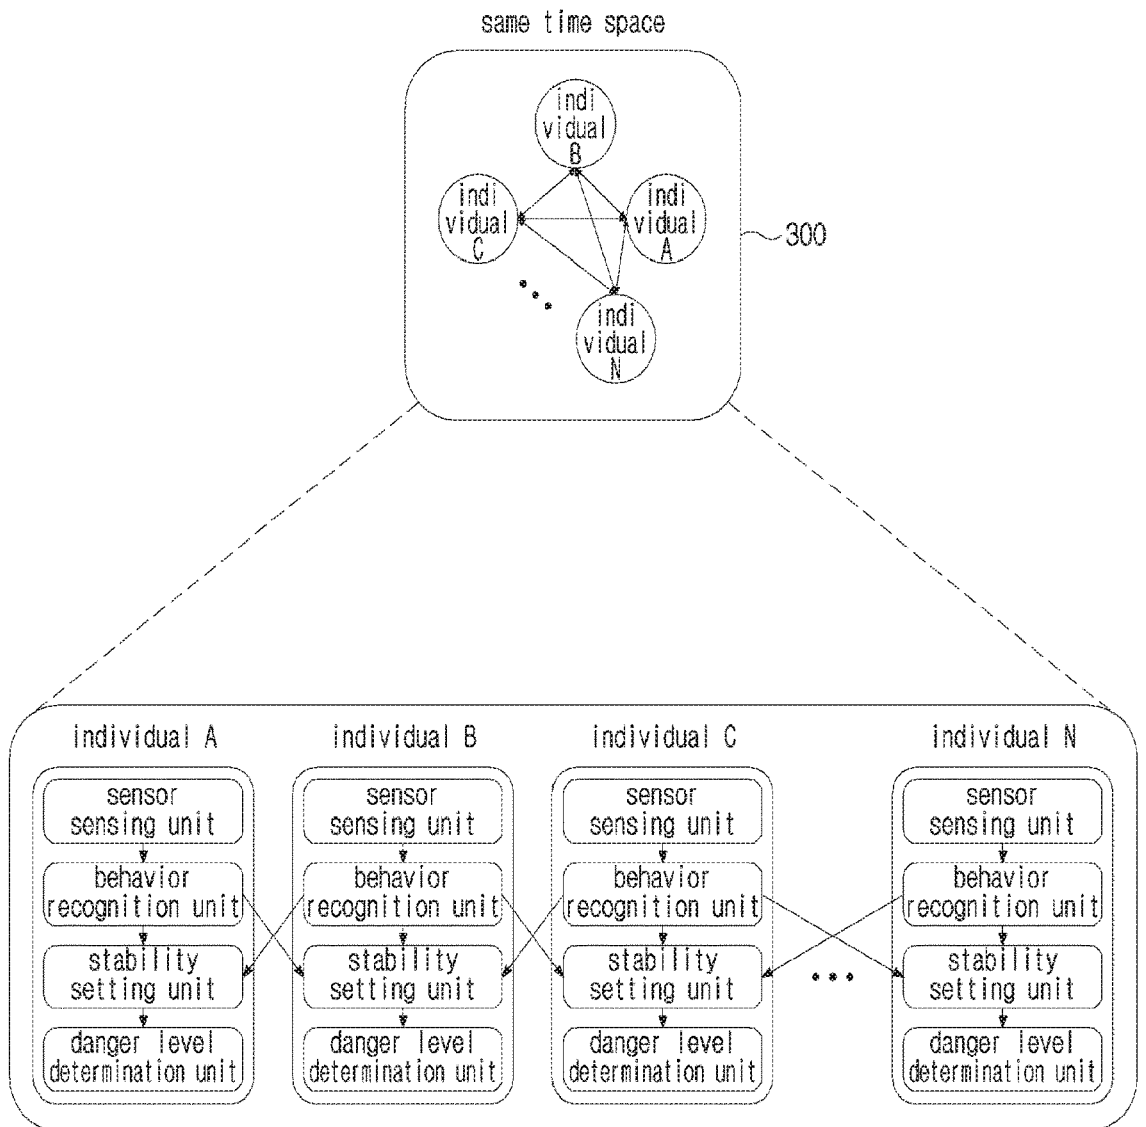 same time space
indi
vidual
B
indi
vidual
C
indi
vidual
A
300
indi
vidual
N
individual A
individual B
individual C
individual N
sensor
sensing unit
sensor
sensing unit
sensor
sensing unit
sensor
sensing unit
behavior
recognition unit
behavior
recognition unit
behavior
recognition unit
behavior
recognition unit
stability
setting unit
stability
setting unit
stability
setting unit
stability
setting unit
danger level
determination unit
danger level
determination unit
danger level
determination unit
danger level
determination unit